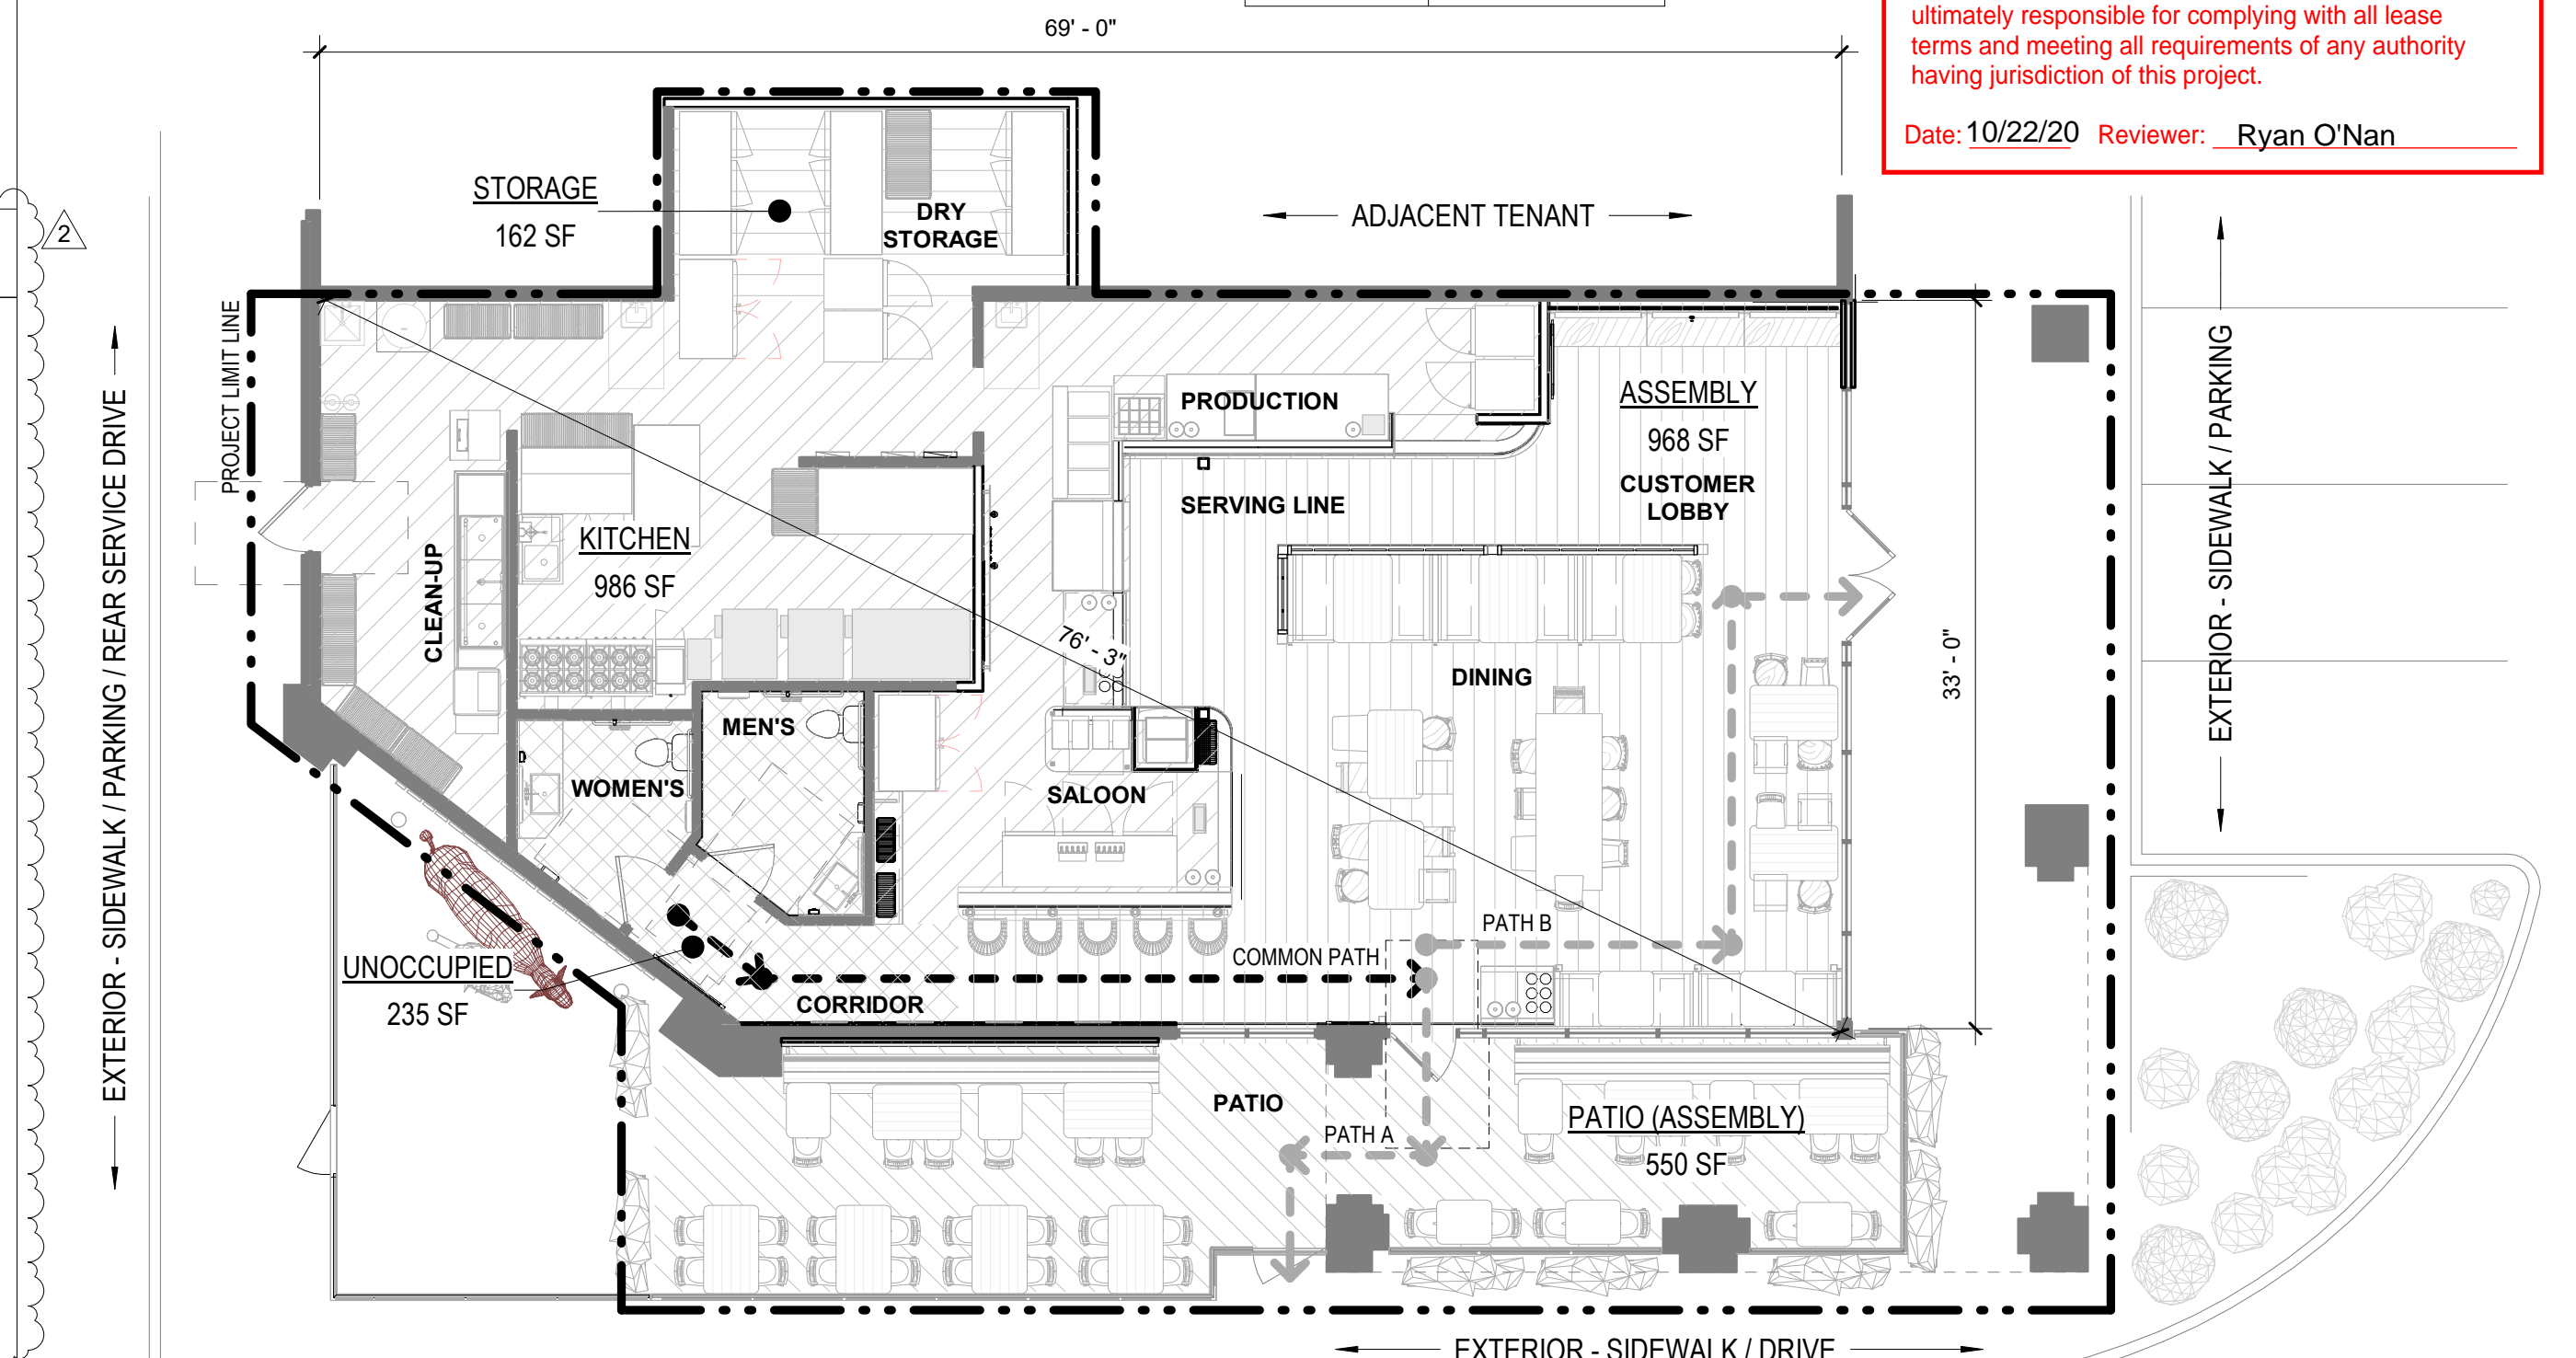 69' - 0"
ultimately responsible for complying with all lease
terms and meeting all requirements of any authority
having jurisdiction of this project.
Date: 10/22/20 Reviewer: Ryan O'Nan
2
STORAGE
162 SF
DRY
STORAGE
ADJACENT TENANT
PROJECT LIMIT LINE
EXTERIOR - SIDEWALK / PARKING / REAR SERVICE DRIVE
PRODUCTION
ASSEMBLY
968 SF
CUSTOMER
LOBBY
SERVING LINE
EXTERIOR - SIDEWALK / PARKING
KITCHEN
986 SF
CLEAN-UP
76' - 3"
33' - 0"
DINING
MEN'S
WOMEN'S
SALOON
PATH B
COMMON PATH
UNOCCUPIED
235 SF
CORRIDOR
PATIO
PATH A
PATIO (ASSEMBLY)
550 SF
EXTERIOR - SIDEWALK / DRIVE